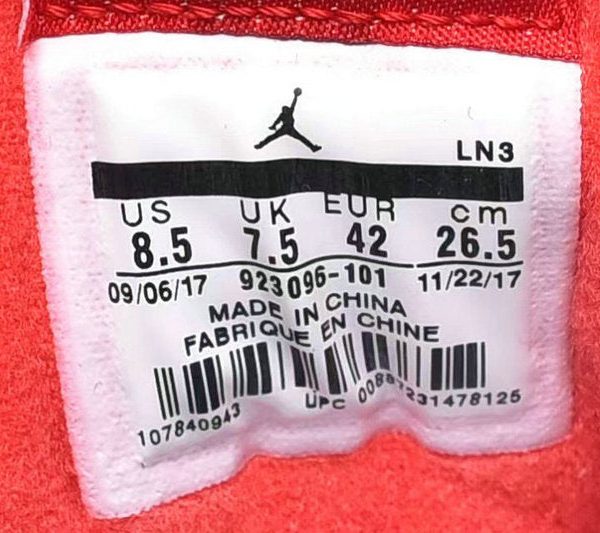 LN3
US UK EUR cm
8.5 7.5 42 26.5
09/06/17 923096-101 11/22/17
MADE IN CHINA
FABRIQUE EN CHINE
UPC 00887231478125
107840943